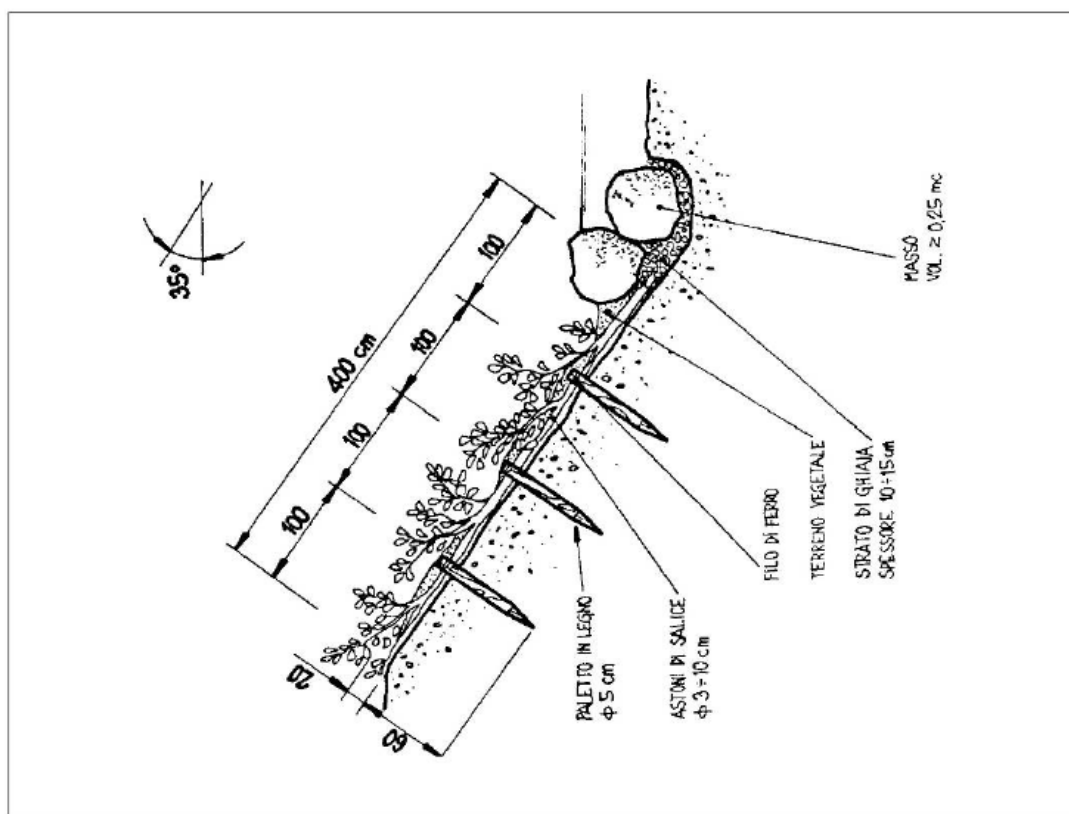 35°
400 cm
100
100
100
100
20
60
PALETTO IN LEGNO
ϕ 5 cm
ASTONI DI SALICE
ϕ 3÷10 cm
FILO DI FERRO
TERRENO VEGETALE
STRATO DI GHIAIA
SPESSORE 10÷15 cm
MASSO
VOL. ≥ 0,25 mc